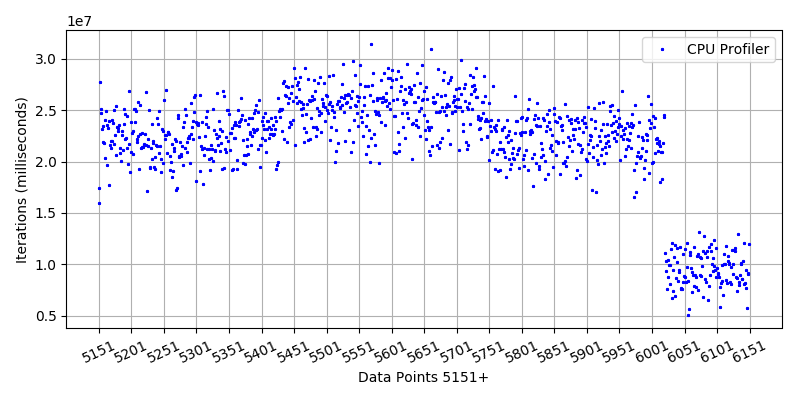 1e7
CPU Profiler
3.0
2.5
2.0
1.5
1.0
0.5
Iterations (milliseconds)
5151 5201 5251 5301 5351 5401 5451 5501 5551 5601 5651 5701 5751 5801 5851 5901 5951 6001 6051 6101 6151
Data Points 5151+